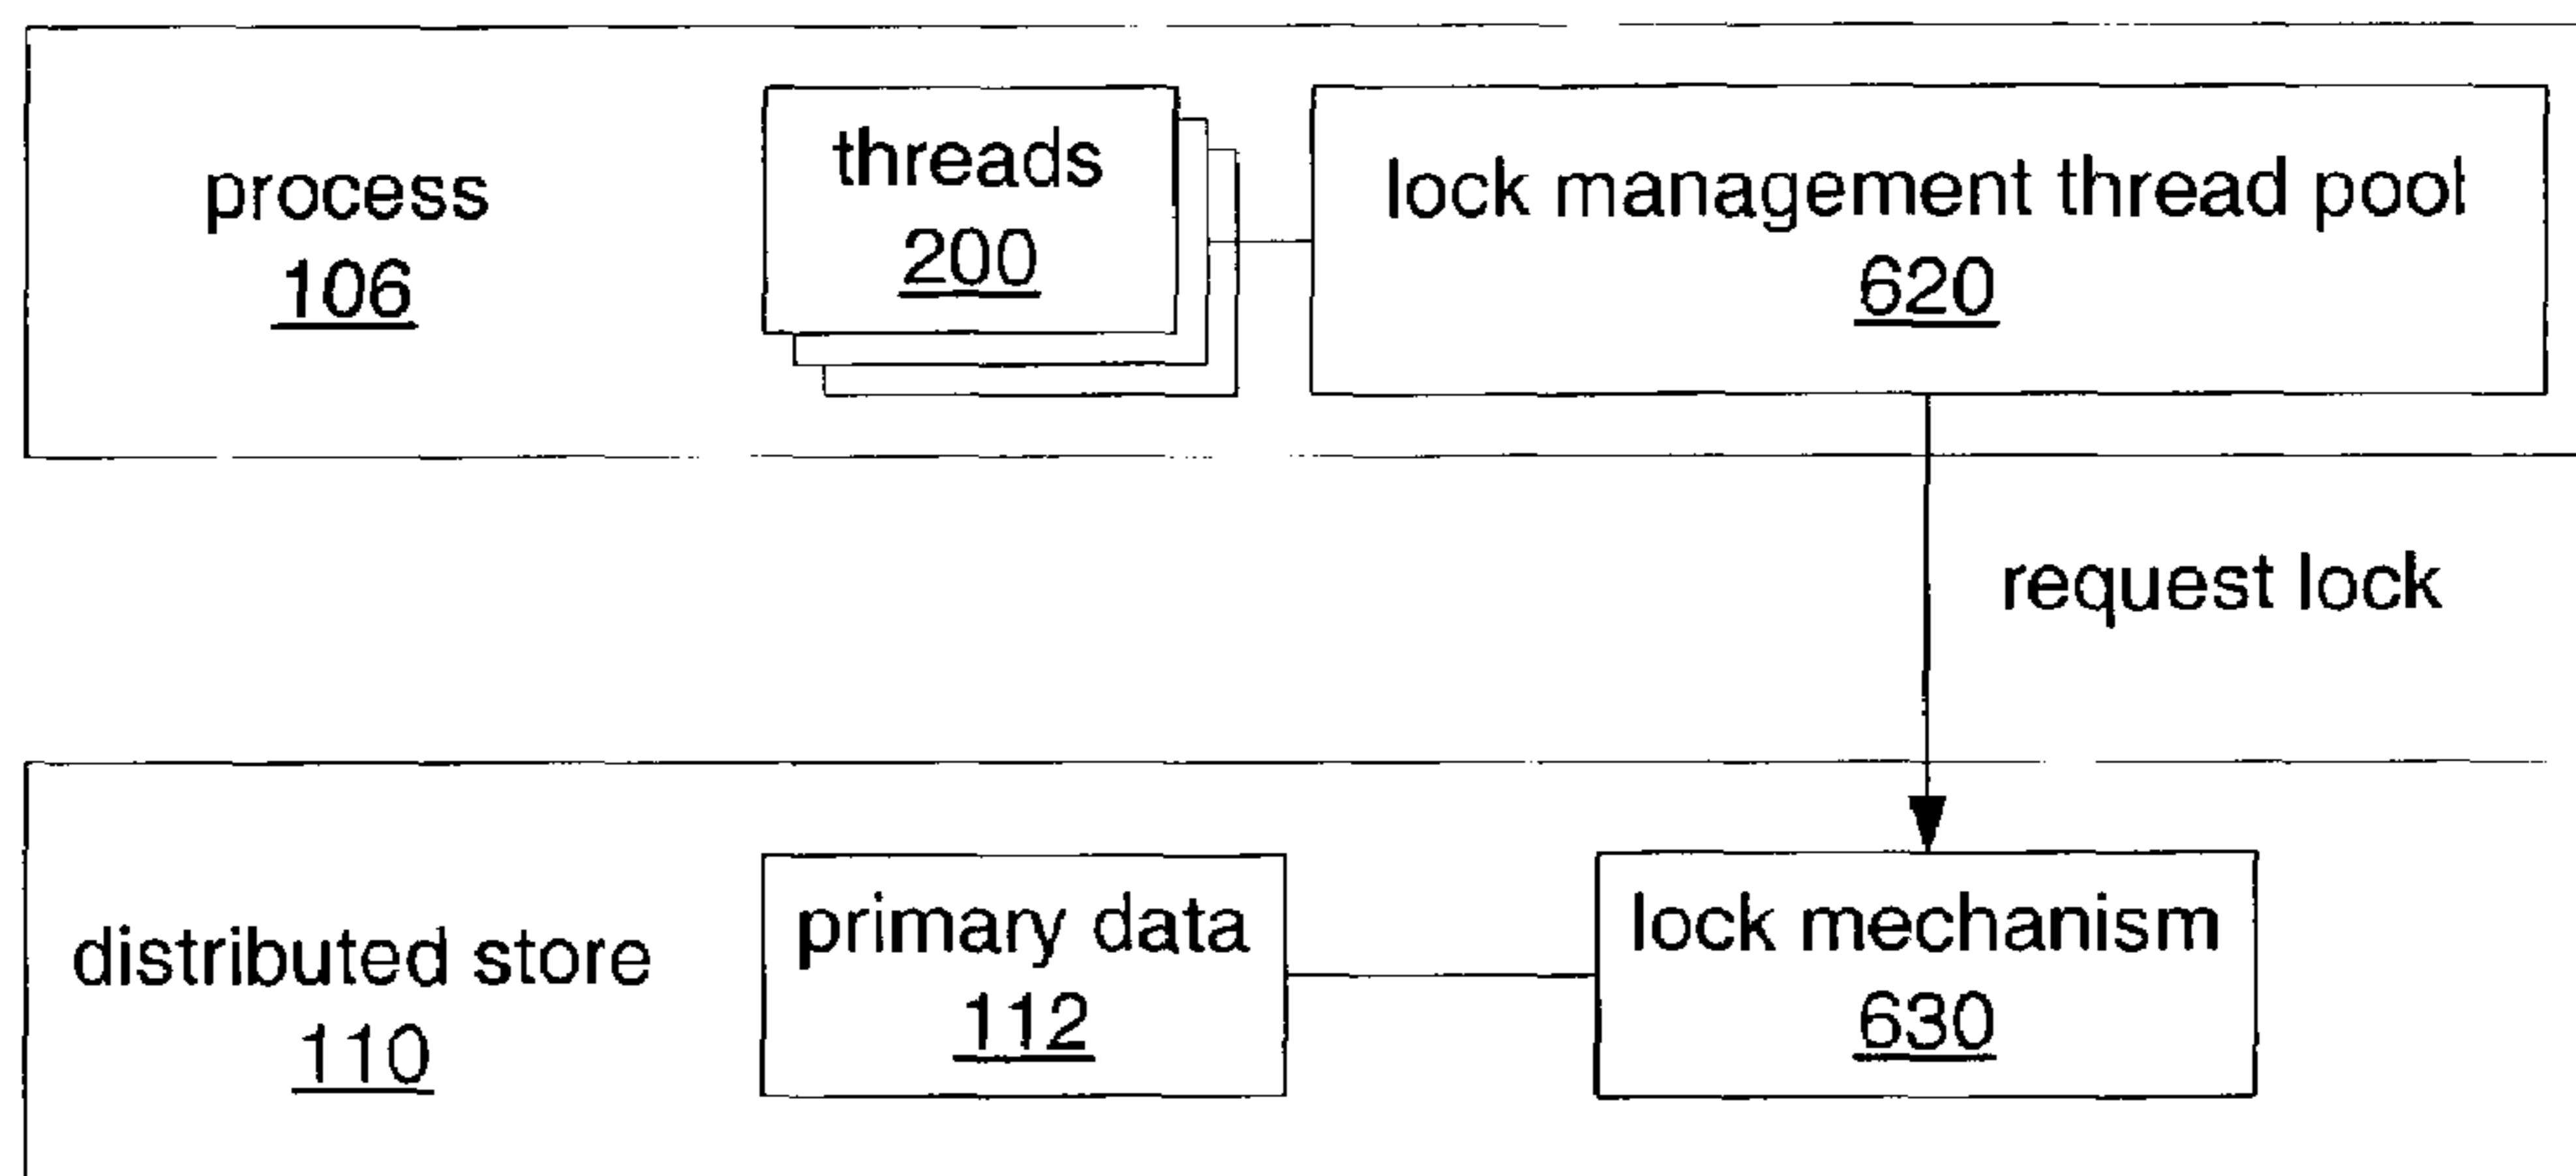 process
106
threads
200
lock management thread pool
620
request lock
distributed store
110
primary data
112
lock mechanism
630